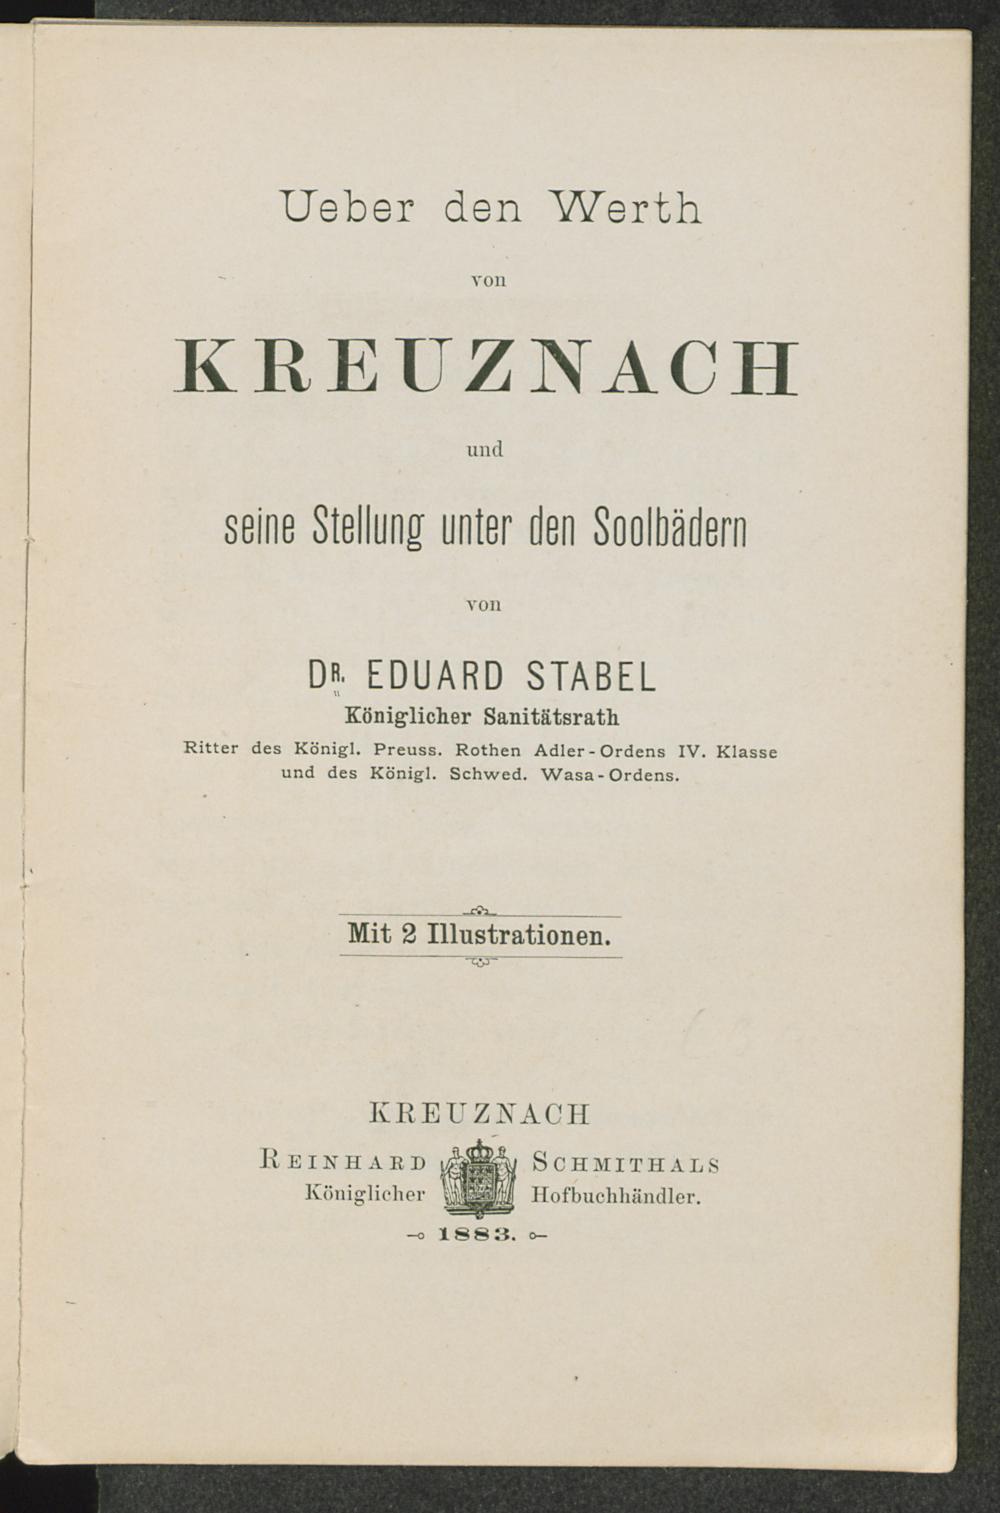 Ueber den Werth
von
KREUZNACH
und
seine Stellung unter den Soolbädern
von
DR. EDUARD STABEL
Königlicher Sanitätsrath
Ritter des Königl. Preuss. Rothen Adler-Ordens IV. Klasse
und des Königl. Schwed. Wasa-Ordens.
Mit 2 Illustrationen.
KREUZNACH
REINHARD SCHMITHALS
Königlicher Hofbuchhändler.
1883.